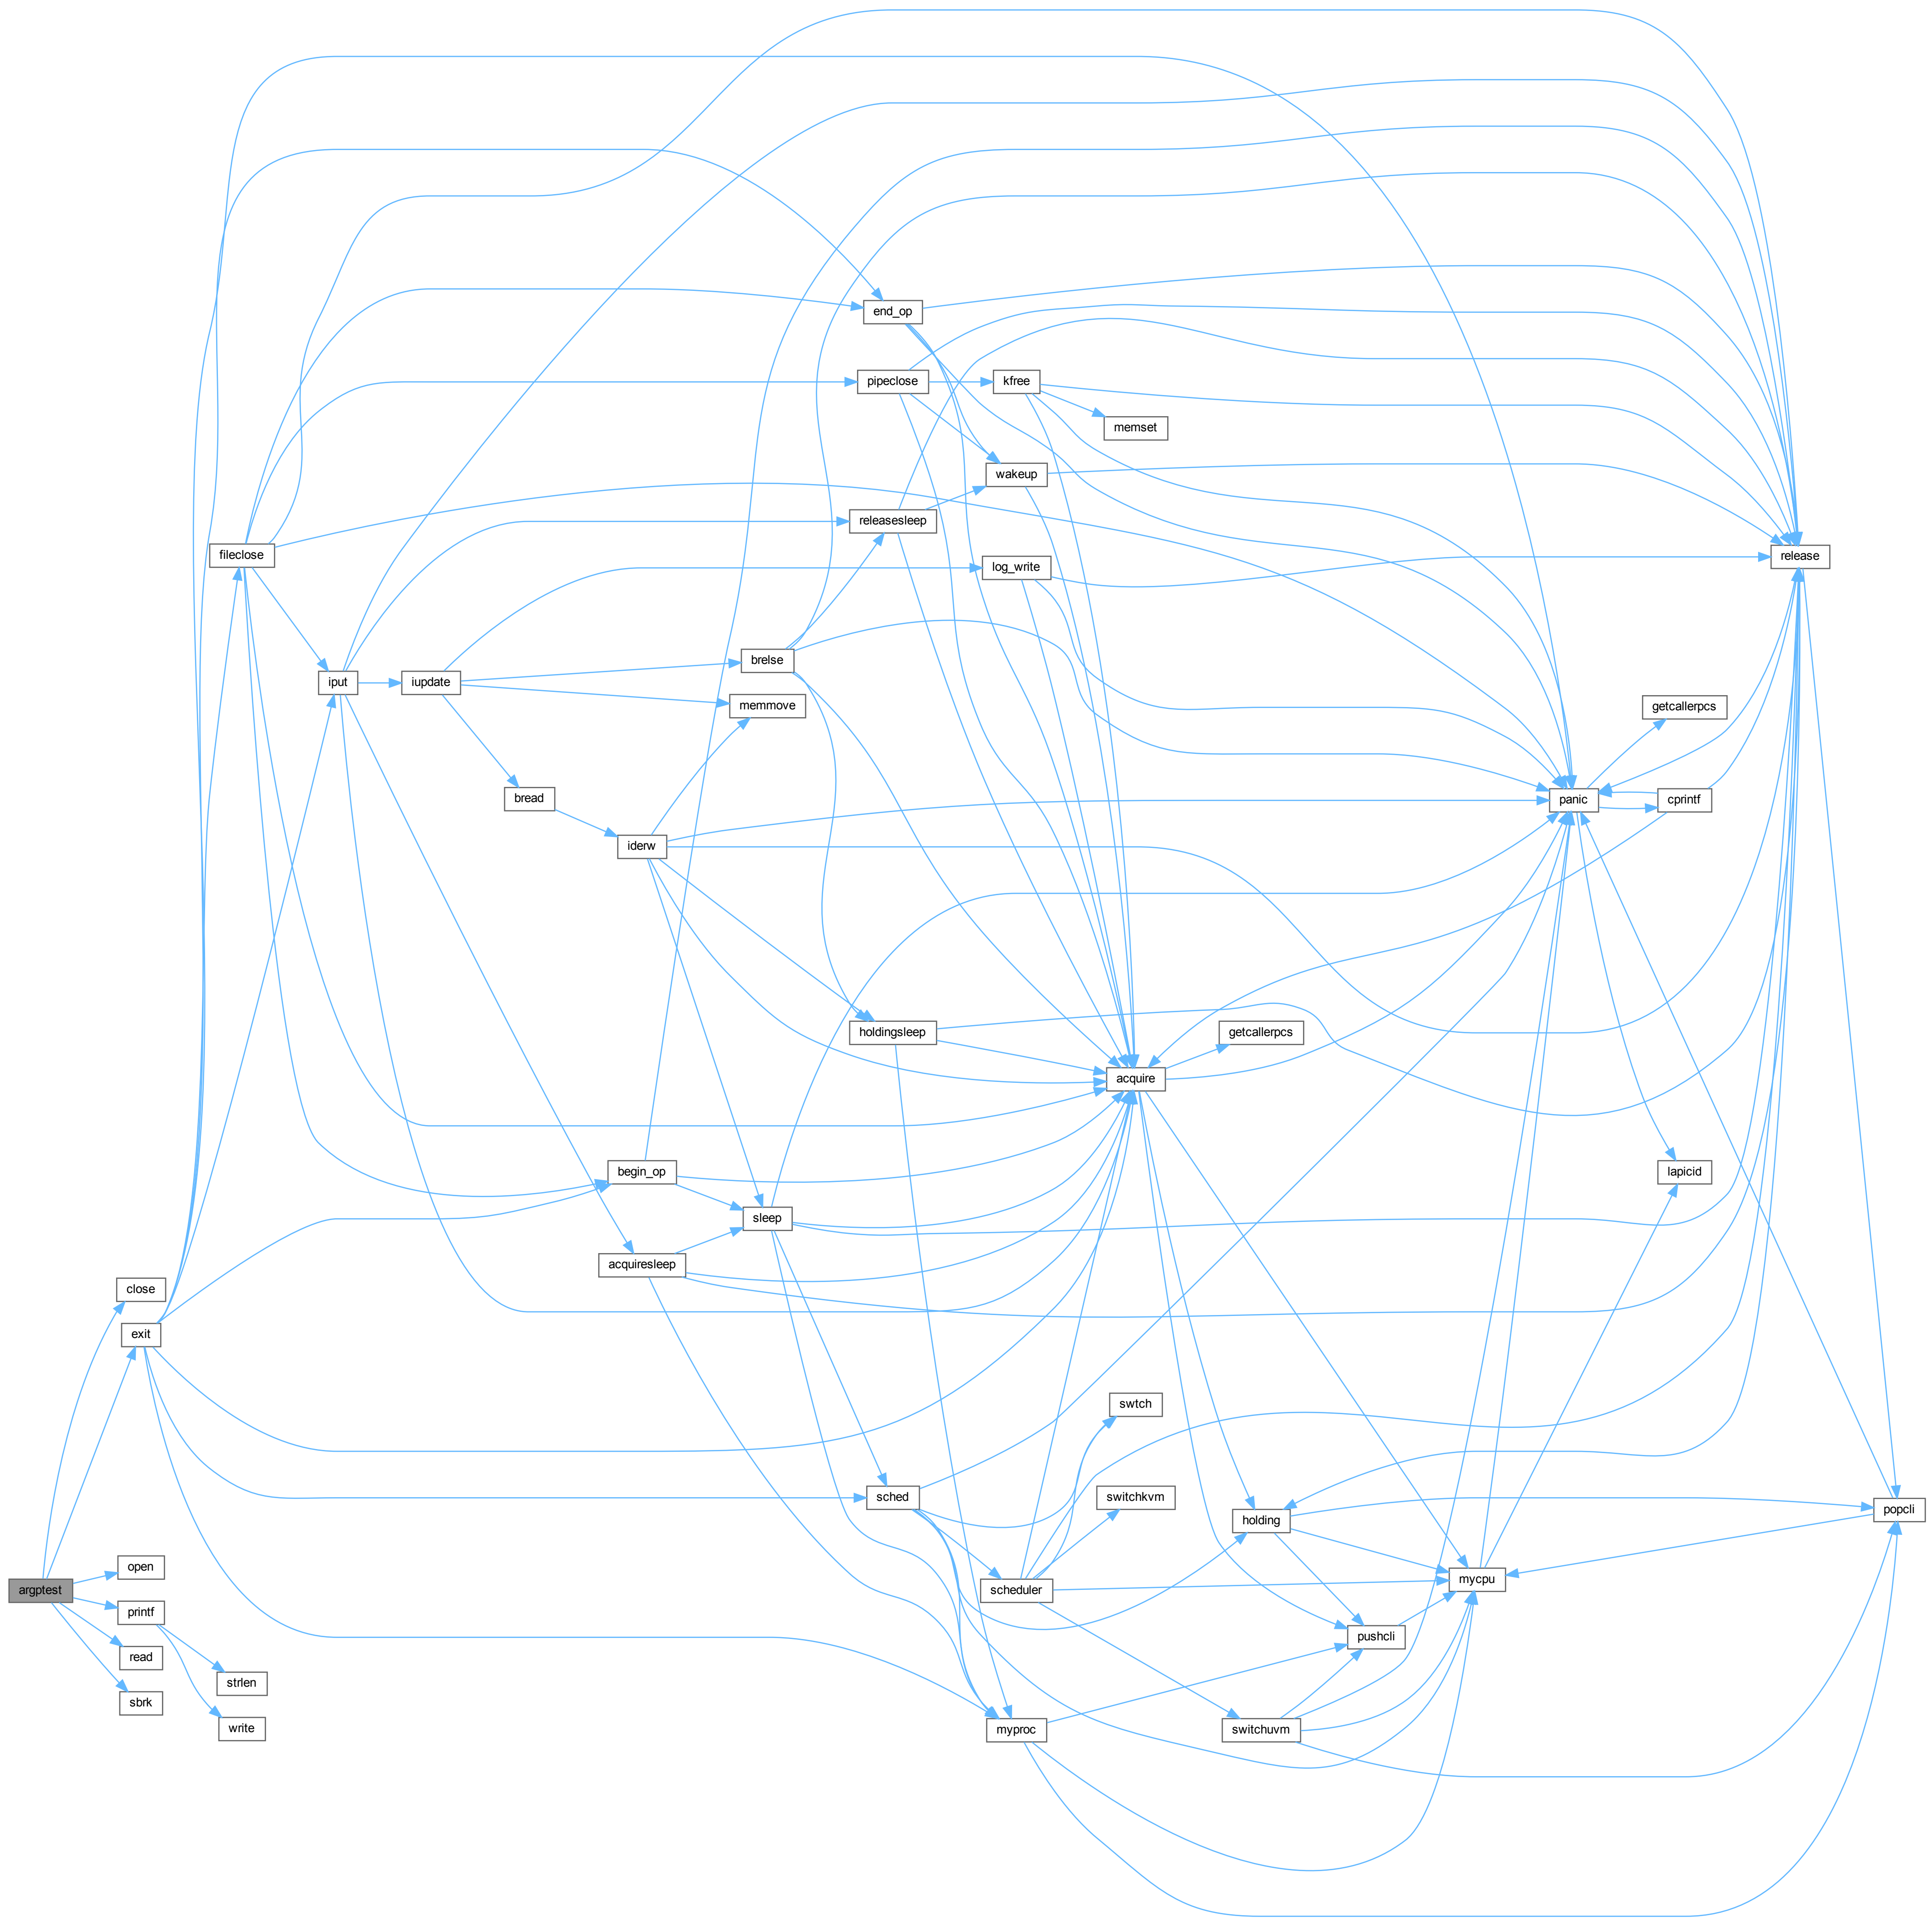 end_op
pipeclose
kfree
memset
wakeup
releasesleep
fileclose
release
log_write
brelse
iput
iupdate
memmove
getcallerpcs
bread
panic
cprintf
iderw
holdingsleep
getcallerpcs
acquire
begin_op
lapicid
sleep
acquiresleep
close
exit
swtch
sched
switchkvm
holding
popcli
open
argptest
scheduler
mycpu
printf
pushcli
read
strlen
sbrk
write
myproc
switchuvm